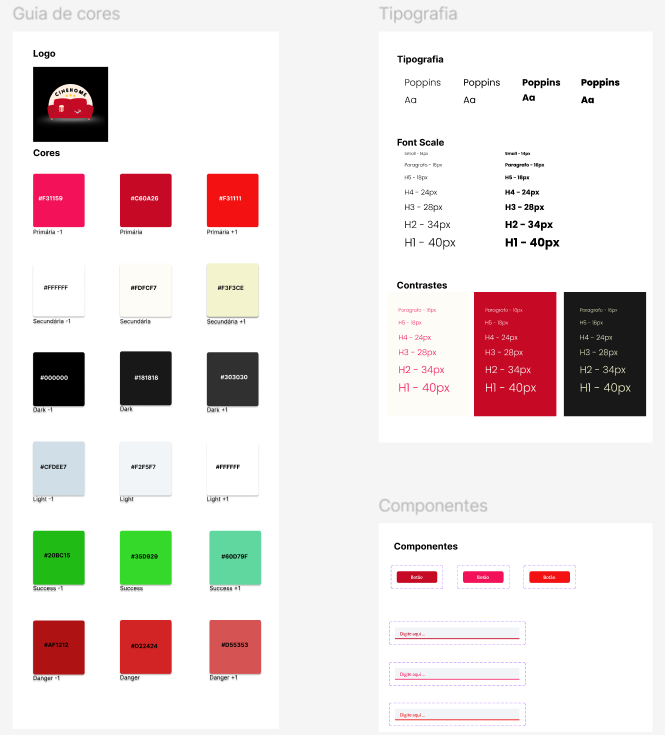 Guia de cores
Logo
CINEROME
Cores
#F31159
#C60A26
#F31111
Primária -1
Primária
Primária +1
#FFFFFF
#FDFCF7
#F3F3CE
Secundária -1
Secundária
Secundária +1
#000000
#181818
#303030
Dark -1
Dark
Dark +1
#CFDEE7
#F2F5F7
#FFFFFF
Light -1
Light
Light +1
#20BC15
#35D929
#60D79F
Success -1
Success
Success +1
#AF1212
#D22424
#D55353
Danger -1
Danger
Danger +1
Tipografia
Tipografia
Poppins Poppins Poppins Poppins
Aa Aa Aa Aa
Font Scale
Small - 14px Small - 14px
Paragrafo - 16px Paragrafo - 16px
H5 - 18px H5 - 18px
H4 - 24px H4 - 24px
H3 - 28px H3 - 28px
H2 - 34px H2 - 34px
H1 - 40px H1 - 40px
Contrastes
Paragrafo - 16px Paragrafo - 16px Paragrafo - 16px
H5 - 18px H5 - 18px H5 - 18px
H4 - 24px H4 - 24px H4 - 24px
H3 - 28px H3 - 28px H3 - 28px
H2 - 34px H2 - 34px H2 - 34px
H1 - 40px H1 - 40px H1 - 40px
Componentes
Componentes
Botão Botão Botão
Digite aqui ...
Digite aqui ...
Digite aqui ...